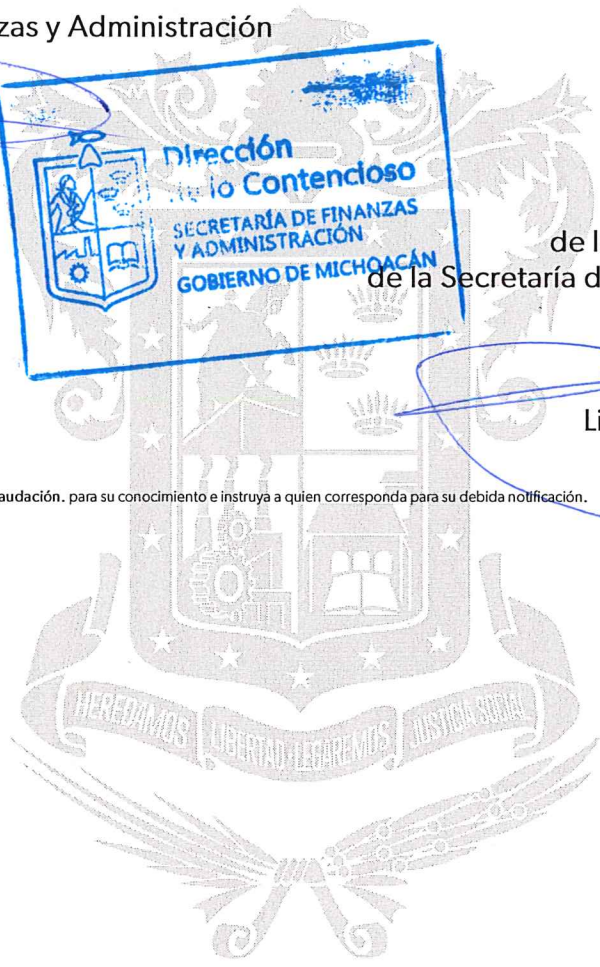 zas y Administración
Dirección
lo Contencioso
SECRETARÍA DE FINANZAS
Y ADMINISTRACIÓN
GOBIERNO DE MICHOACÁN
de l
de la Secretaría d
Li
audación. para su conocimiento e instruya a quien corresponda para su debida notificación.
HEREDAMOS LIBERTAD LEGAREMOS JUSTICIA SOCIAL